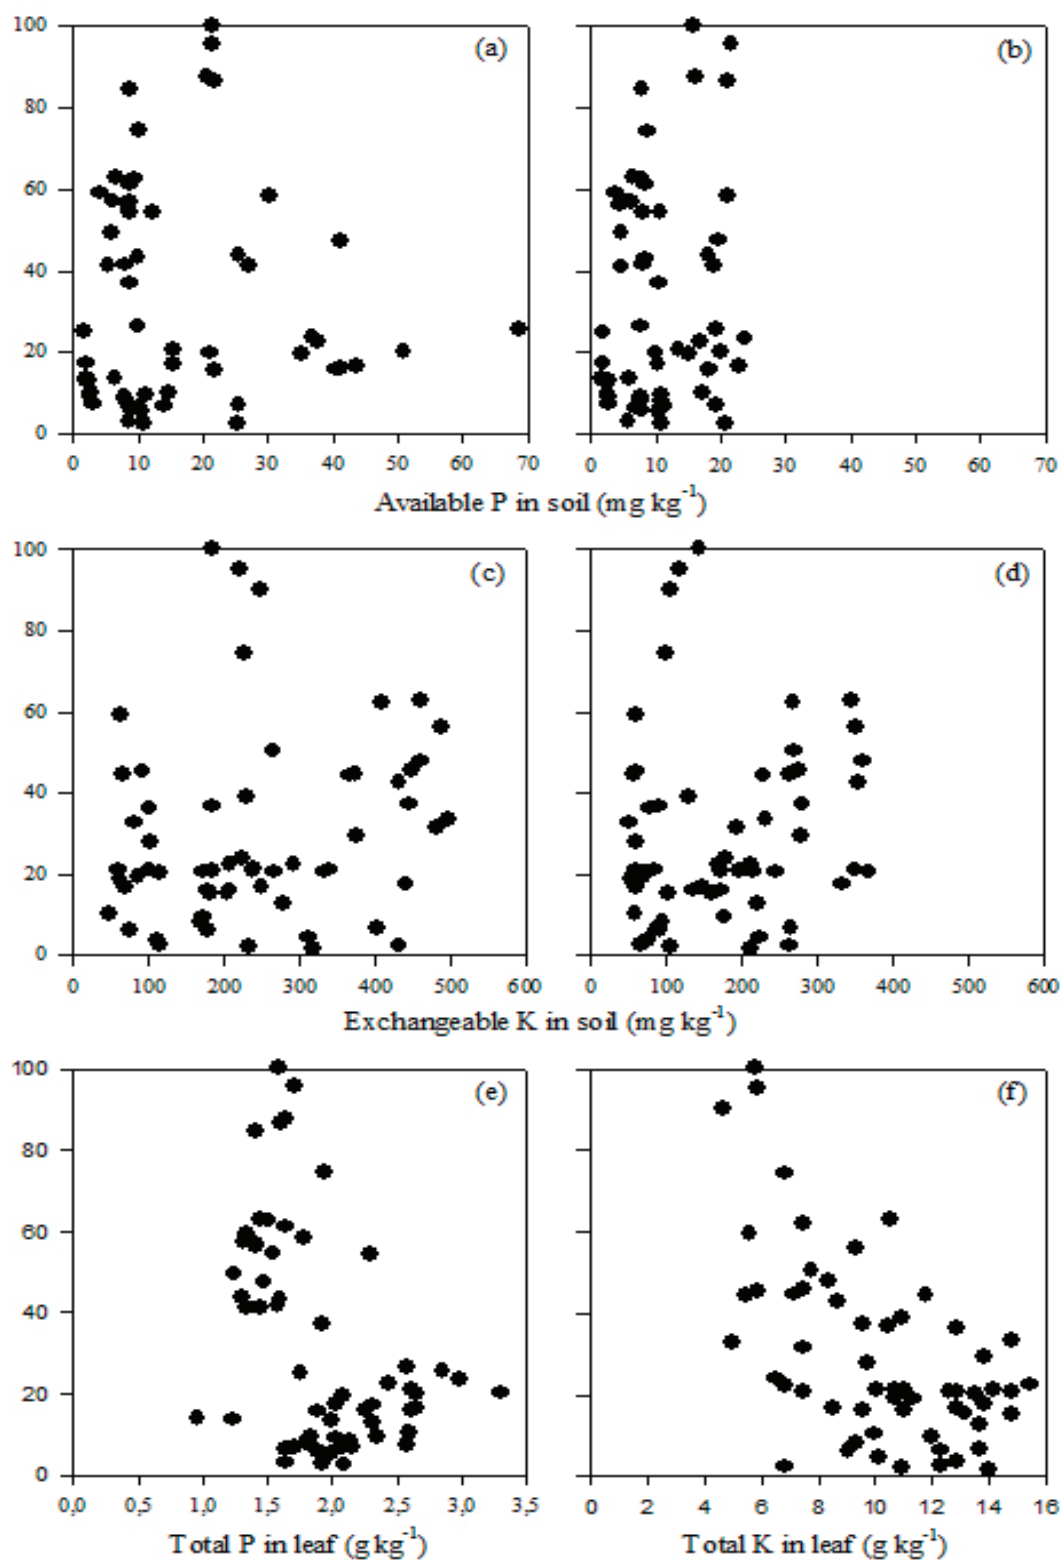 100
80
60
40
20
0
(a)
(b)
0 10 20 30 40 50 60 70
0 10 20 30 40 50 60 70
Available P in soil (mg kg⁻¹)
100
80
60
40
20
0
(c)
(d)
0 100 200 300 400 500 600
0 100 200 300 400 500 600
Exchangeable K in soil (mg kg⁻¹)
100
80
60
40
20
0
(e)
(f)
0,0 0,5 1,0 1,5 2,0 2,5 3,0 3,5
0 2 4 6 8 10 12 14 16
Total P in leaf (g kg⁻¹)
Total K in leaf (g kg⁻¹)